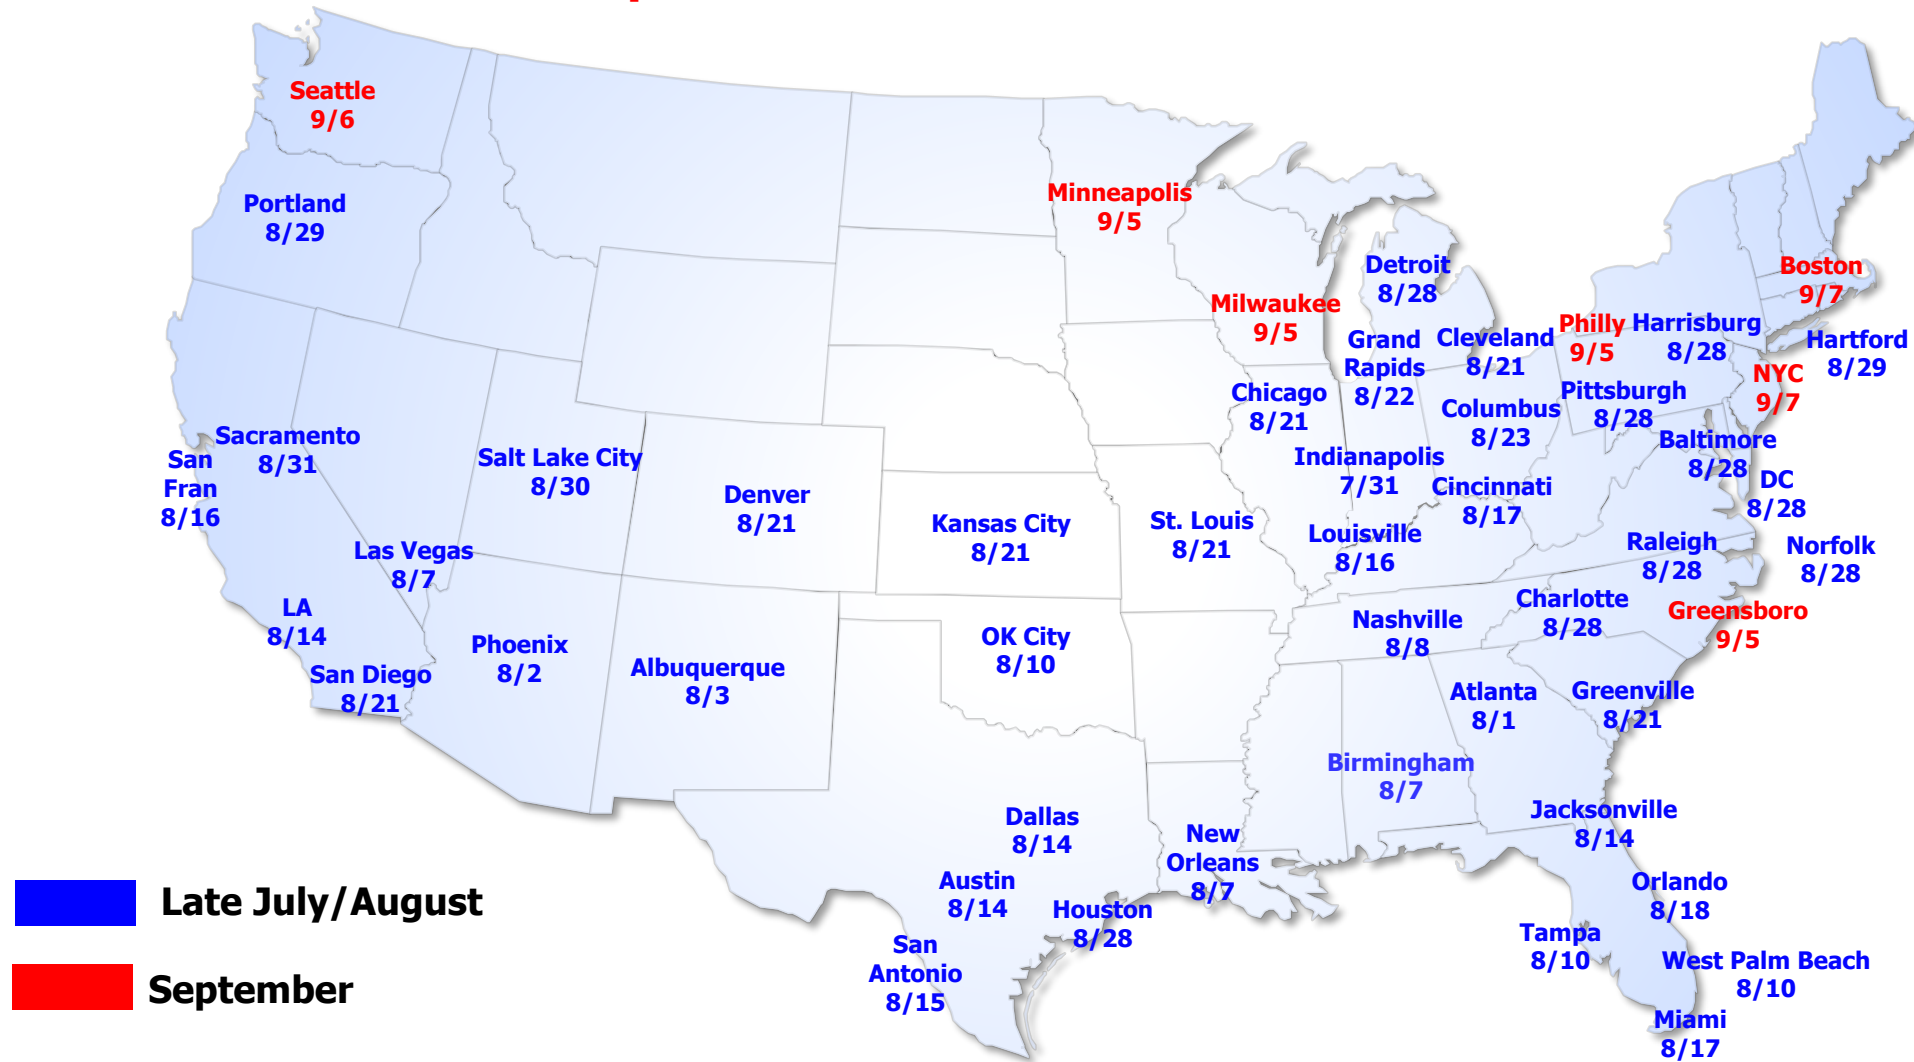 Seattle
9/6
Portland
8/29
Minneapolis
9/5
Milwaukee
9/5
Detroit
8/28
Grand
Rapids
8/22
Cleveland
8/21
Philly
9/5
Harrisburg
8/28
Boston
9/7
Hartford
8/29
NYC
9/7
Chicago
8/21
Columbus
8/23
Pittsburgh
8/28
Baltimore
8/28
DC
8/28
Sacramento
8/31
San
Fran
8/16
Salt Lake City
8/30
Denver
8/21
Kansas City
8/21
St. Louis
8/21
Indianapolis
7/31
Cincinnati
8/17
Louisville
8/16
Raleigh
8/28
Norfolk
8/28
Las Vegas
8/7
LA
8/14
San Diego
8/21
Phoenix
8/2
Albuquerque
8/3
OK City
8/10
Nashville
8/8
Charlotte
8/28
Greensboro
9/5
Atlanta
8/1
Greenville
8/21
Birmingham
8/7
Jacksonville
8/14
Dallas
8/14
Austin
8/14
Houston
8/28
San
Antonio
8/15
New
Orleans
8/7
Orlando
8/18
Tampa
8/10
West Palm Beach
8/10
Miami
8/17
Late July/August
September